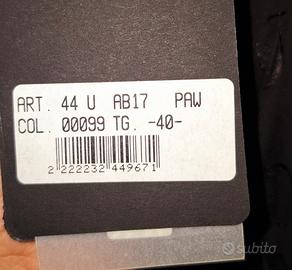 ART. 44 U AB17 PAW
COL. 00099 TG. -40-
2 222232 449671
subito